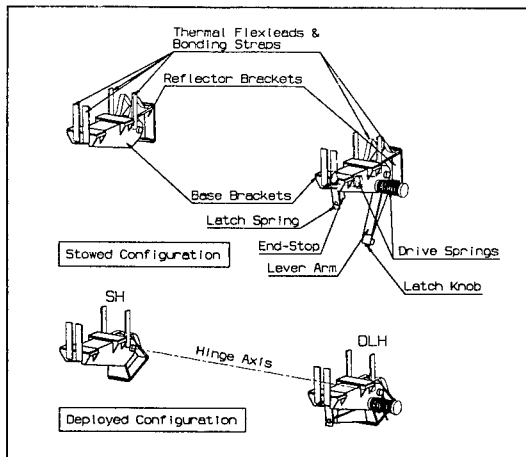 Thermal Flexleads &
Bonding Straps
Reflector Brackets
Base Brackets
Latch Spring
End-Stop
Drive Springs
Stowed Configuration
Lever Arm
Latch Knob
SH
Hinge Axis
DLH
Deployed Configuration